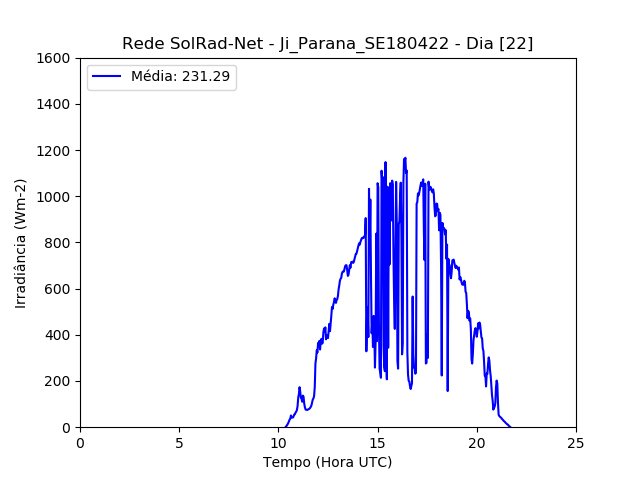 Rede SolRad-Net - Ji_Parana_SE180422 - Dia [22]
Média: 231.29
1600
1400
1200
1000
800
600
400
200
0
Irradiância (Wm-2)
0 5 10 15 20 25
Tempo (Hora UTC)